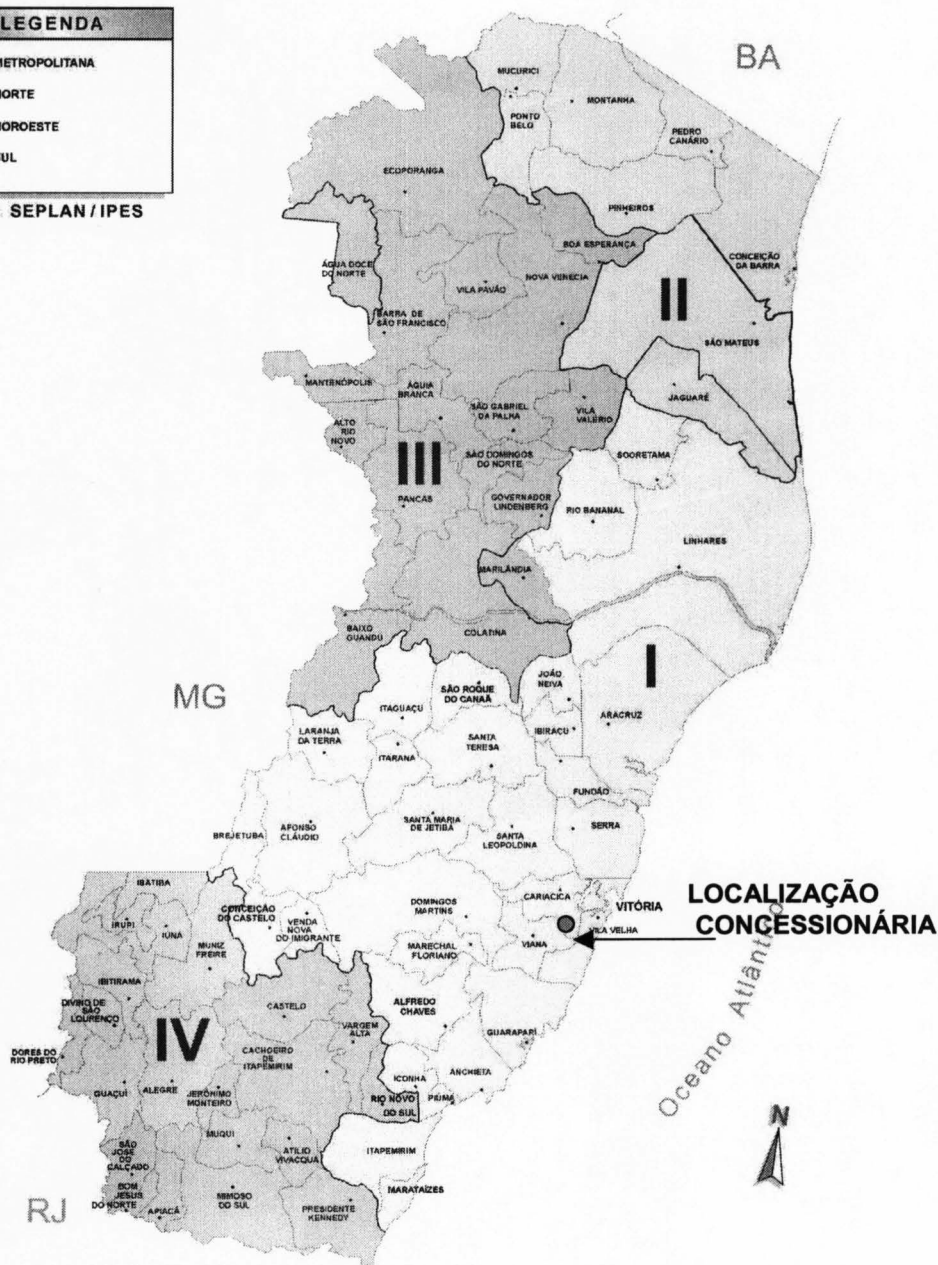 LEGENDA
METROPOLITANA
NORTE
NOROESTE
SUL
SEPLAN / IPES
BA
MUCURICI
MONTANHA
PONTO
BELO
PEDRO
CANÁRIO
ECOPORANGA
PINHEIROS
BOA ESPERANÇA
CONCEIÇÃO
DA BARRA
ÁGUA DOCE
DO NORTE
NOVA VENECIA
VILA PAVÃO
II
BARRA DE
SÃO FRANCISCO
SÃO MATEUS
MANTENÓPOLIS
ÁGUIA
BRANCA
JAGUARÉ
SÃO GABRIEL
DA PALHA
VILA
VALÉRIO
ALTO
RIO
NOVO
III
SOORETAMA
SÃO DOMINGOS
DO NORTE
PANCAS
GOVERNADOR
LINDENBERG
RIO BANANAL
LINHARES
MARILÂNDIA
BAIXO
GUANDU
COLATINA
I
MG
JOÃO
NEIVA
SÃO ROQUE
DO CANAÃ
ITAGUAÇU
ARACRUZ
LARANJA
DA TERRA
SANTA
TERESA
IBIRAÇU
ITARANA
FUNDÃO
BREJETUBA
AFONSO
CLÁUDIO
SANTA MARIA
DE JETIBÁ
SANTA
LEOPOLDINA
SERRA
IBATIBA
CARIACICA
VITÓRIA
LOCALIZAÇÃO
CONCESSIONÁRIA
CONCEIÇÃO
DO CASTELO
VENDA
NOVA
DO IMIGRANTE
DOMINGOS
MARTINS
IRUPI
IÚNA
VIANA
VILA VELHA
MUNIZ
FREIRE
MARECHAL
FLORIANO
IBITIRAMA
DIVINO DE
SÃO
LOURENÇO
CASTELO
ALFREDO
CHAVES
VARGEM
ALTA
GUARAPARI
Oceano Atlântico
IV
DORES DO
RIO PRETO
CACHOEIRO
DE
ITAPEMIRIM
ANCHIETA
ICONHA
GUAÇUÍ
ALEGRE
JERÔNIMO
MONTEIRO
RIO NOVO
DO SUL
PIÚMA
N
MUQUI
ATILIO
VIVACQUA
SÃO
JOSÉ
DO
CALÇADO
ITAPEMIRIM
BOM
JESUS
DO NORTE
MARATAÍZES
RJ
APIACÁ
MIMOSO
DO SUL
PRESIDENTE
KENNEDY